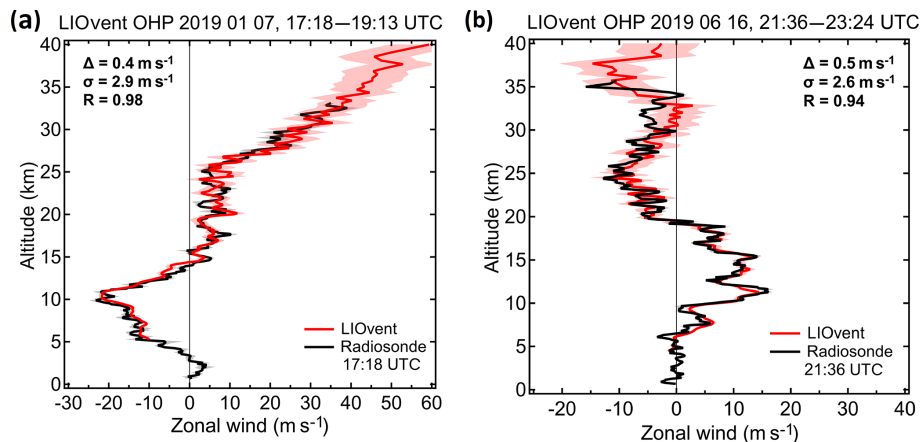 (a)
LIOvent OHP 2019 01 07, 17:18—19:13 UTC
Δ = 0.4 m s-1
σ = 2.9 m s-1
R = 0.98
Altitude (km)
40
35
30
25
20
15
10
5
0
LIOvent
Radiosonde
17:18 UTC
-30 -20 -10 0 10 20 30 40 50 60
Zonal wind (m s-1)
(b)
LIOvent OHP 2019 06 16, 21:36—23:24 UTC
Δ = 0.5 m s-1
σ = 2.6 m s-1
R = 0.94
Altitude (km)
40
35
30
25
20
15
10
5
0
LIOvent
Radiosonde
21:36 UTC
-20 -10 0 10 20 30 40
Zonal wind (m s-1)